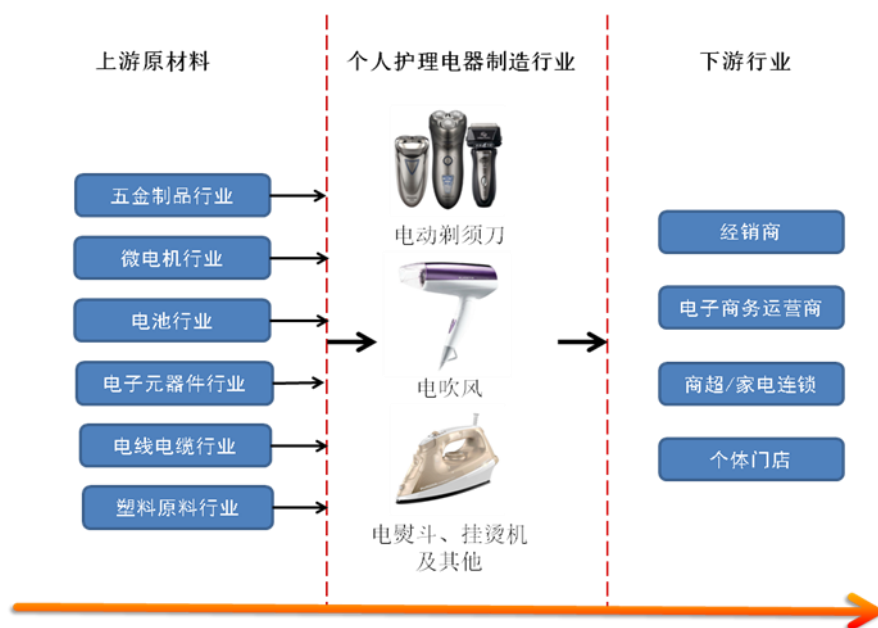 上游原材料
个人护理电器制造行业
下游行业
五金制品行业
微电机行业
电池行业
电子元器件行业
电线电缆行业
塑料原料行业
电动剃须刀
电吹风
电熨斗、挂烫机
及其他
经销商
电子商务运营商
商超/家电连锁
个体门店